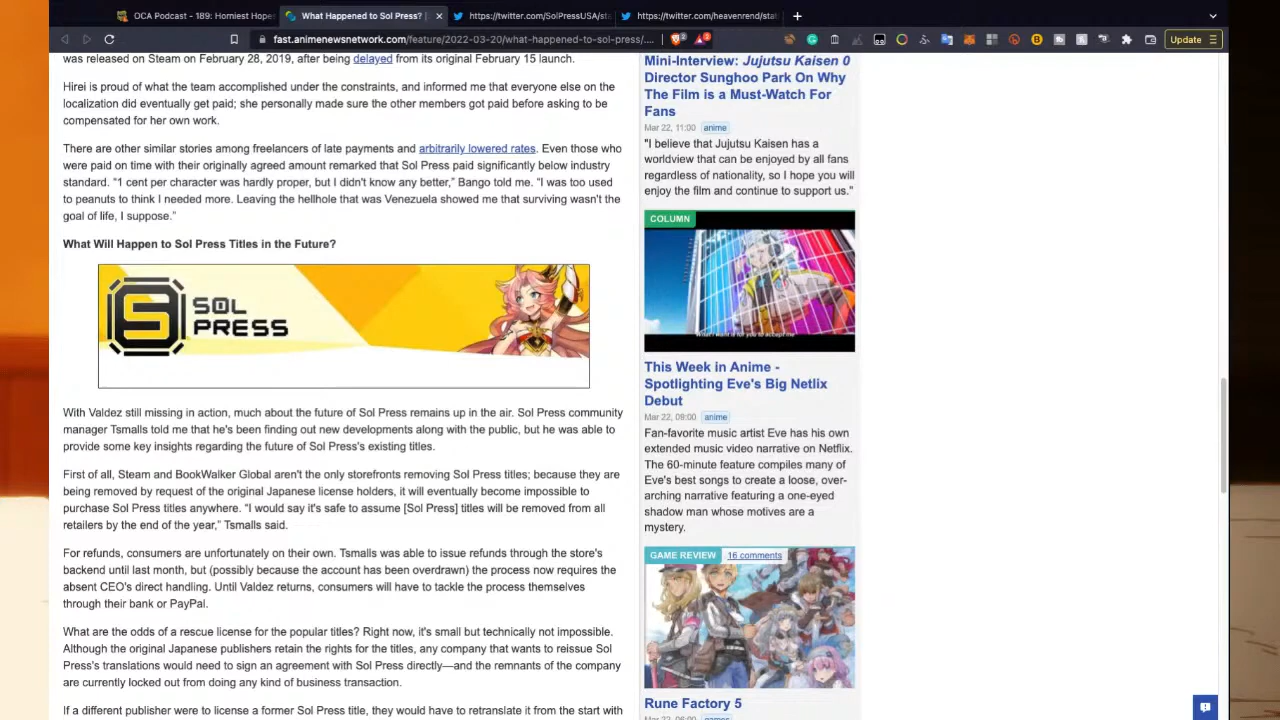 OCA Podcast - 189: Horniest Hope
What Happened to Sol Press? |
https://twitter.com/SolPressUSA/sta
https://twitter.com/heavenrend/stat
fast.animenewsnetwork.com/feature/2022-03-20/what-happened-to-sol-press/....
2
3
Update
was released on Steam on February 28, 2019, after being delayed from its original February 15 launch.
Hirei is proud of what the team accomplished under the constraints, and informed me that everyone else on the
localization did eventually get paid; she personally made sure the other members got paid before asking to be
compensated for her own work.
There are other similar stories among freelancers of late payments and arbitrarily lowered rates. Even those who
were paid on time with their originally agreed amount remarked that Sol Press paid significantly below industry
standard. "1 cent per character was hardly proper, but I didn't know any better," Bango told me. "I was too used
to peanuts to think I needed more. Leaving the hellhole that was Venezuela showed me that surviving wasn't the
goal of life, I suppose."
What Will Happen to Sol Press Titles in the Future?
S SOL
PRESS
With Valdez still missing in action, much about the future of Sol Press remains up in the air. Sol Press community
manager Tsmalls told me that he's been finding out new developments along with the public, but he was able to
provide some key insights regarding the future of Sol Press's existing titles.
First of all, Steam and BookWalker Global aren't the only storefronts removing Sol Press titles; because they are
being removed by request of the original Japanese license holders, it will eventually become impossible to
purchase Sol Press titles anywhere. "I would say it's safe to assume [Sol Press] titles will be removed from all
retailers by the end of the year," Tsmalls said.
For refunds, consumers are unfortunately on their own. Tsmalls was able to issue refunds through the store's
backend until last month, but (possibly because the account has been overdrawn) the process now requires the
absent CEO's direct handling. Until Valdez returns, consumers will have to tackle the process themselves
through their bank or PayPal.
What are the odds of a rescue license for the popular titles? Right now, it's small but technically not impossible.
Although the original Japanese publishers retain the rights for the titles, any company that wants to reissue Sol
Press's translations would need to sign an agreement with Sol Press directly—and the remnants of the company
are currently locked out from doing any kind of business transaction.
If a different publisher were to license a former Sol Press title, they would have to retranslate it from the start with
Mini-Interview: Jujutsu Kaisen 0
Director Sunghoo Park On Why
The Film is a Must-Watch For
Fans
Mar 22, 11:00 anime
"I believe that Jujutsu Kaisen has a
worldview that can be enjoyed by all fans
regardless of nationality, so I hope you will
enjoy the film and continue to support us."
COLUMN
What I want is for you to accept me
This Week in Anime -
Spotlighting Eve's Big Netlix
Debut
Mar 22, 09:00 anime
Fan-favorite music artist Eve has his own
extended music video narrative on Netflix.
The 60-minute feature compiles many of
Eve's best songs to create a loose, over-
arching narrative featuring a one-eyed
shadow man whose motives are a
mystery.
GAME REVIEW 16 comments
Rune Factory 5
Mar 22, 06:00 games